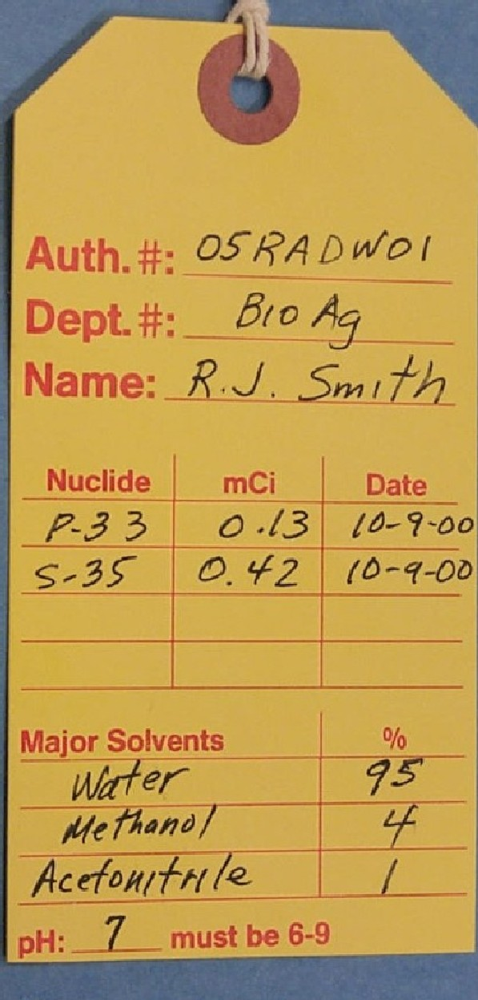 Auth.#: 05RADW01
Dept.#: Bio Ag
Name: R.J. Smith
Nuclide mCi Date
P-33 0.13 10-9-00
S-35 0.42 10-9-00
Major Solvents %
Water 95
Methanol 4
Acetonitrile 1
pH: 7 must be 6-9